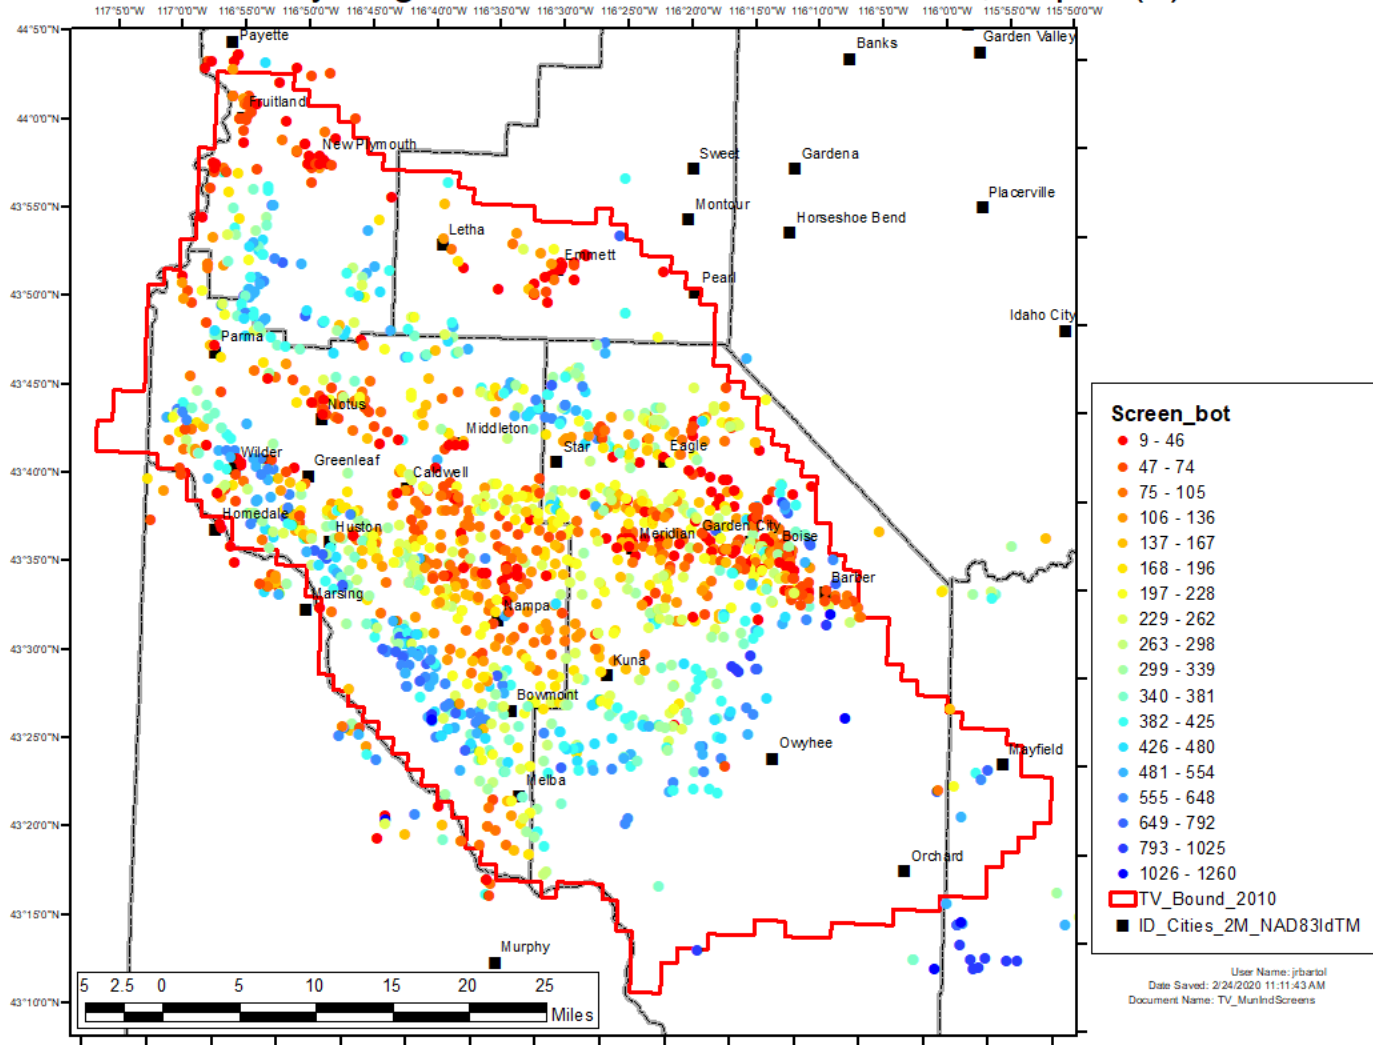 117°5'0"W 117°0'0"W 116°55'0"W 116°50'0"W 116°45'0"W 116°40'0"W 116°35'0"W 116°30'0"W 116°25'0"W 116°20'0"W 116°15'0"W 116°10'0"W 116°5'0"W 116°0'0"W 115°55'0"W 115°50'0"W
44°5'0"N
Payette
Banks
Garden Valley
Fruitland
44°0'0"N
New Plymouth
Sweet
Gardena
Placerville
43°55'0"N
Montour
Horseshoe Bend
Letha
Emmett
Pearl
43°50'0"N
Idaho City
Parma
43°45'0"N
Notus
Middleton
Star
Eagle
43°40'0"N
Wilder
Greenleaf
Caldwell
Homedale
Huston
Meridian
Garden City
Boise
43°35'0"N
Marsing
Nampa
Barber
43°30'0"N
Kuna
Bowmont
43°25'0"N
Owyhee
Mayfield
Melba
43°20'0"N
Orchard
43°15'0"N
Murphy
43°10'0"N
5 2.5 0 5 10 15 20 25
Miles
Screen_bot
9 - 46
47 - 74
75 - 105
106 - 136
137 - 167
168 - 196
197 - 228
229 - 262
263 - 298
299 - 339
340 - 381
382 - 425
426 - 480
481 - 554
555 - 648
649 - 792
793 - 1025
1026 - 1260
TV_Bound_2010
ID_Cities_2M_NAD83IdTM
User Name: jrbartol
Date Saved: 2/24/2020 11:11:43 AM
Document Name: TV_MunIndScreens